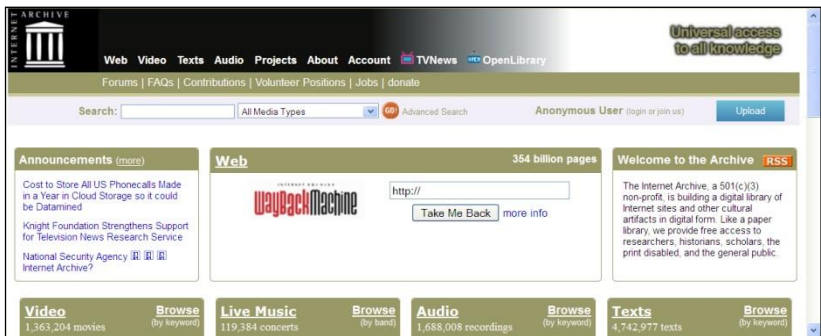 INTERNET ARCHIVE
Universal access
to all knowledge
Web Video Texts Audio Projects About Account TVNews OPEN OpenLibrary
Forums | FAQs | Contributions | Volunteer Positions | Jobs | donate
Search: All Media Types GO! Advanced Search Anonymous User (login or join us) Upload
Announcements (more)
Cost to Store All US Phonecalls Made
in a Year in Cloud Storage so it could
be Datamined
Knight Foundation Strengthens Support
for Television News Research Service
National Security Agency 🅁 🅁 🅁
Internet Archive?
Web 354 billion pages
INTERNET ARCHIVE
WayBackMachine
http://
Take Me Back more info
Welcome to the Archive RSS
The Internet Archive, a 501(c)(3)
non-profit, is building a digital library of
Internet sites and other cultural
artifacts in digital form. Like a paper
library, we provide free access to
researchers, historians, scholars, the
print disabled, and the general public.
Video Browse
1,363,204 movies (by keyword)
Live Music Browse
119,384 concerts (by band)
Audio Browse
1,688,008 recordings (by keyword)
Texts Browse
4,742,977 texts (by keyword)